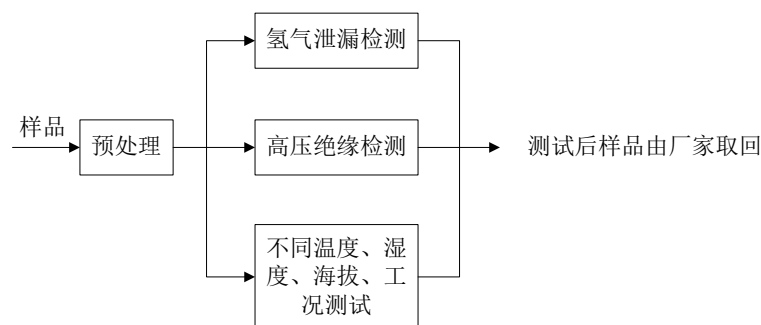 氢气泄漏检测
样品
预处理
高压绝缘检测
测试后样品由厂家取回
不同温度、湿
度、海拔、工
况测试